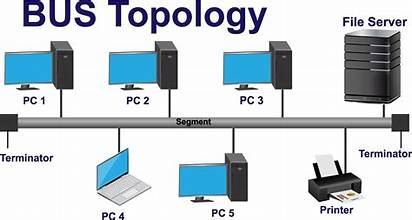 BUS Topology
File Server
PC 1
PC 2
PC 3
Segment
Terminator
Terminator
PC 4
PC 5
Printer